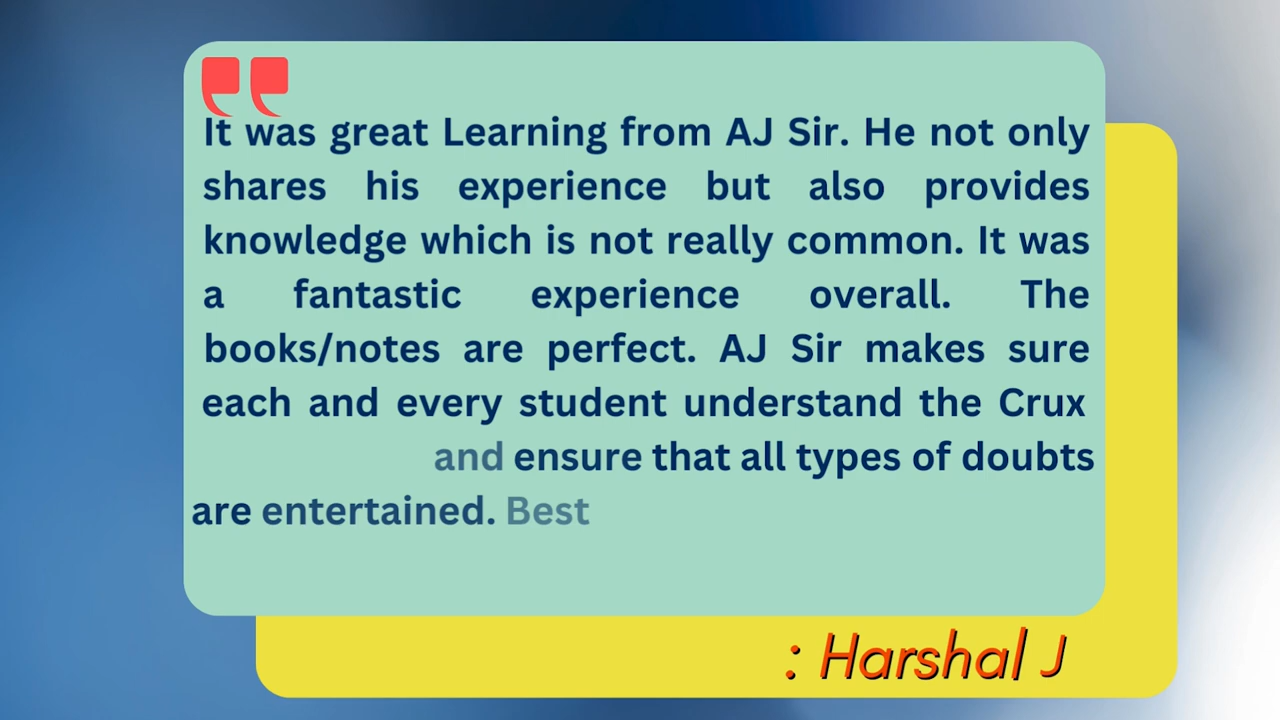 It was great Learning from AJ Sir. He not only
shares his experience but also provides
knowledge which is not really common. It was
a fantastic experience overall. The
books/notes are perfect. AJ Sir makes sure
each and every student understand the Crux
and ensure that all types of doubts
are entertained. Best
: Harshal J